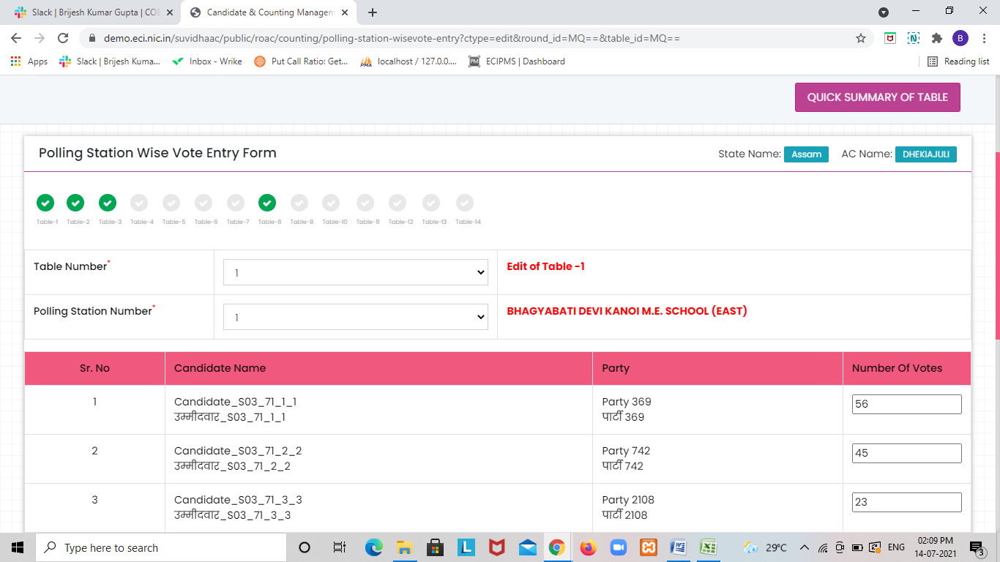 Slack | Brijesh Kumar Gupta | COE
Candidate & Counting Managem
demo.eci.nic.in/suvidhaac/public/roac/counting/polling-station-wisevote-entry?ctype=edit&round_id=MQ==&table_id=MQ==
B
Apps Slack | Brijesh Kuma... Inbox - Wrike Put Call Ratio: Get... localhost / 127.0.0.... ECIPMS | Dashboard Reading list
QUICK SUMMARY OF TABLE
Polling Station Wise Vote Entry Form State Name: Assam AC Name: DHEKIAJULI
Table-1 Table-2 Table-3 Table-4 Table-5 Table-6 Table-7 Table-8 Table-9 Table-10 Table-11 Table-12 Table-13 Table-14
Table Number* 1 Edit of Table -1
Polling Station Number* 1 BHAGYABATI DEVI KANOI M.E. SCHOOL (EAST)
Sr. No Candidate Name Party Number Of Votes
1 Candidate_S03_71_1_1 Party 369 56
उम्मीदवार_S03_71_1_1 पार्टी 369
2 Candidate_S03_71_2_2 Party 742 45
उम्मीदवार_S03_71_2_2 पार्टी 742
3 Candidate_S03_71_3_3 Party 2108 23
उम्मीदवार_S03_71_3_3 पार्टी 2108
Type here to search
29°C ENG 02:09 PM
14-07-2021
3